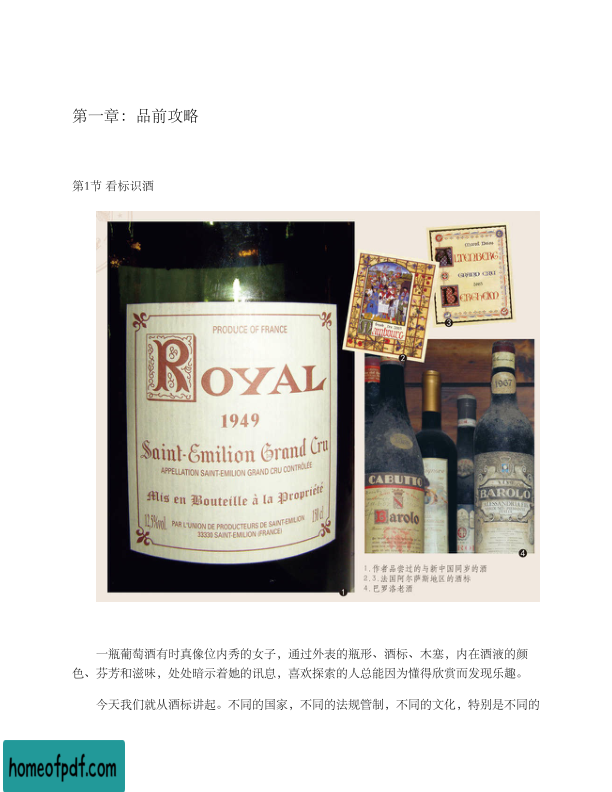 第一章：品前攻略
第1节 看标识酒
PRODUCE OF FRANCE
ROYAL
1949
Saint-Emilion Grand Cru
APPELLATION SAINT-EMILION GRAND CRU CONTRÔLÉE
Mis en Bouteille à la Propriété
12,5%vol.
PAR L'UNION DE PRODUCTEURS DE SAINT-EMILION
33330 SAINT-EMILION (FRANCE)
150 cl
1
2
ALTENBERG
GRAND CRU
BERGHEIM
3
CABUTTO
Barolo
1967
BAROLO
4
1.作者品尝过的与新中国同岁的酒
2.3.法国阿尔萨斯地区的酒标
4.巴罗洛老酒
一瓶葡萄酒有时真像位内秀的女子，通过外表的瓶形、酒标、木塞，内在酒液的颜
色、芬芳和滋味，处处暗示着她的讯息，喜欢探索的人总能因为懂得欣赏而发现乐趣。
今天我们就从酒标讲起。不同的国家，不同的法规管制，不同的文化，特别是不同的
homeofpdf.com